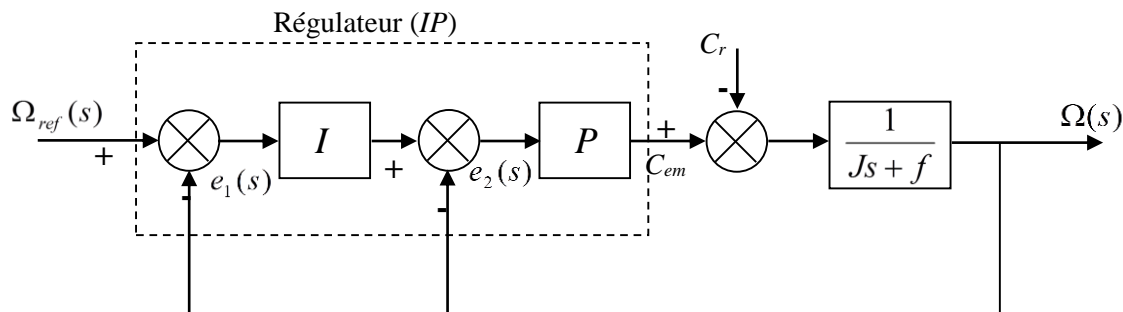 Régulateur (IP)
C_r
-
Ω_ref(s)
+
e_1(s)
-
I
+
e_2(s)
-
P
+
C_em
1
Js + f
Ω(s)